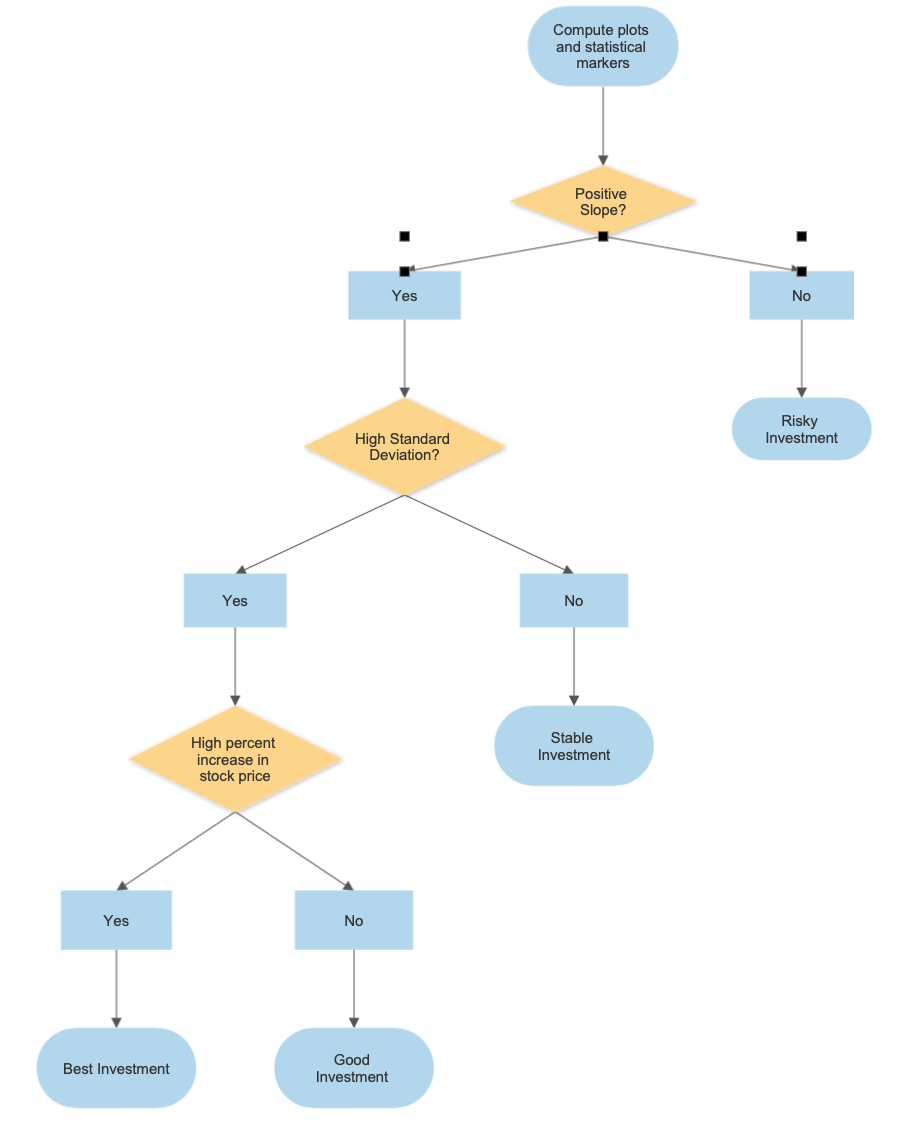 Compute plots
and statistical
markers
Positive
Slope?
Yes
No
Risky
Investment
High Standard
Deviation?
Yes
No
Stable
Investment
High percent
increase in
stock price
Yes
No
Best Investment
Good
Investment